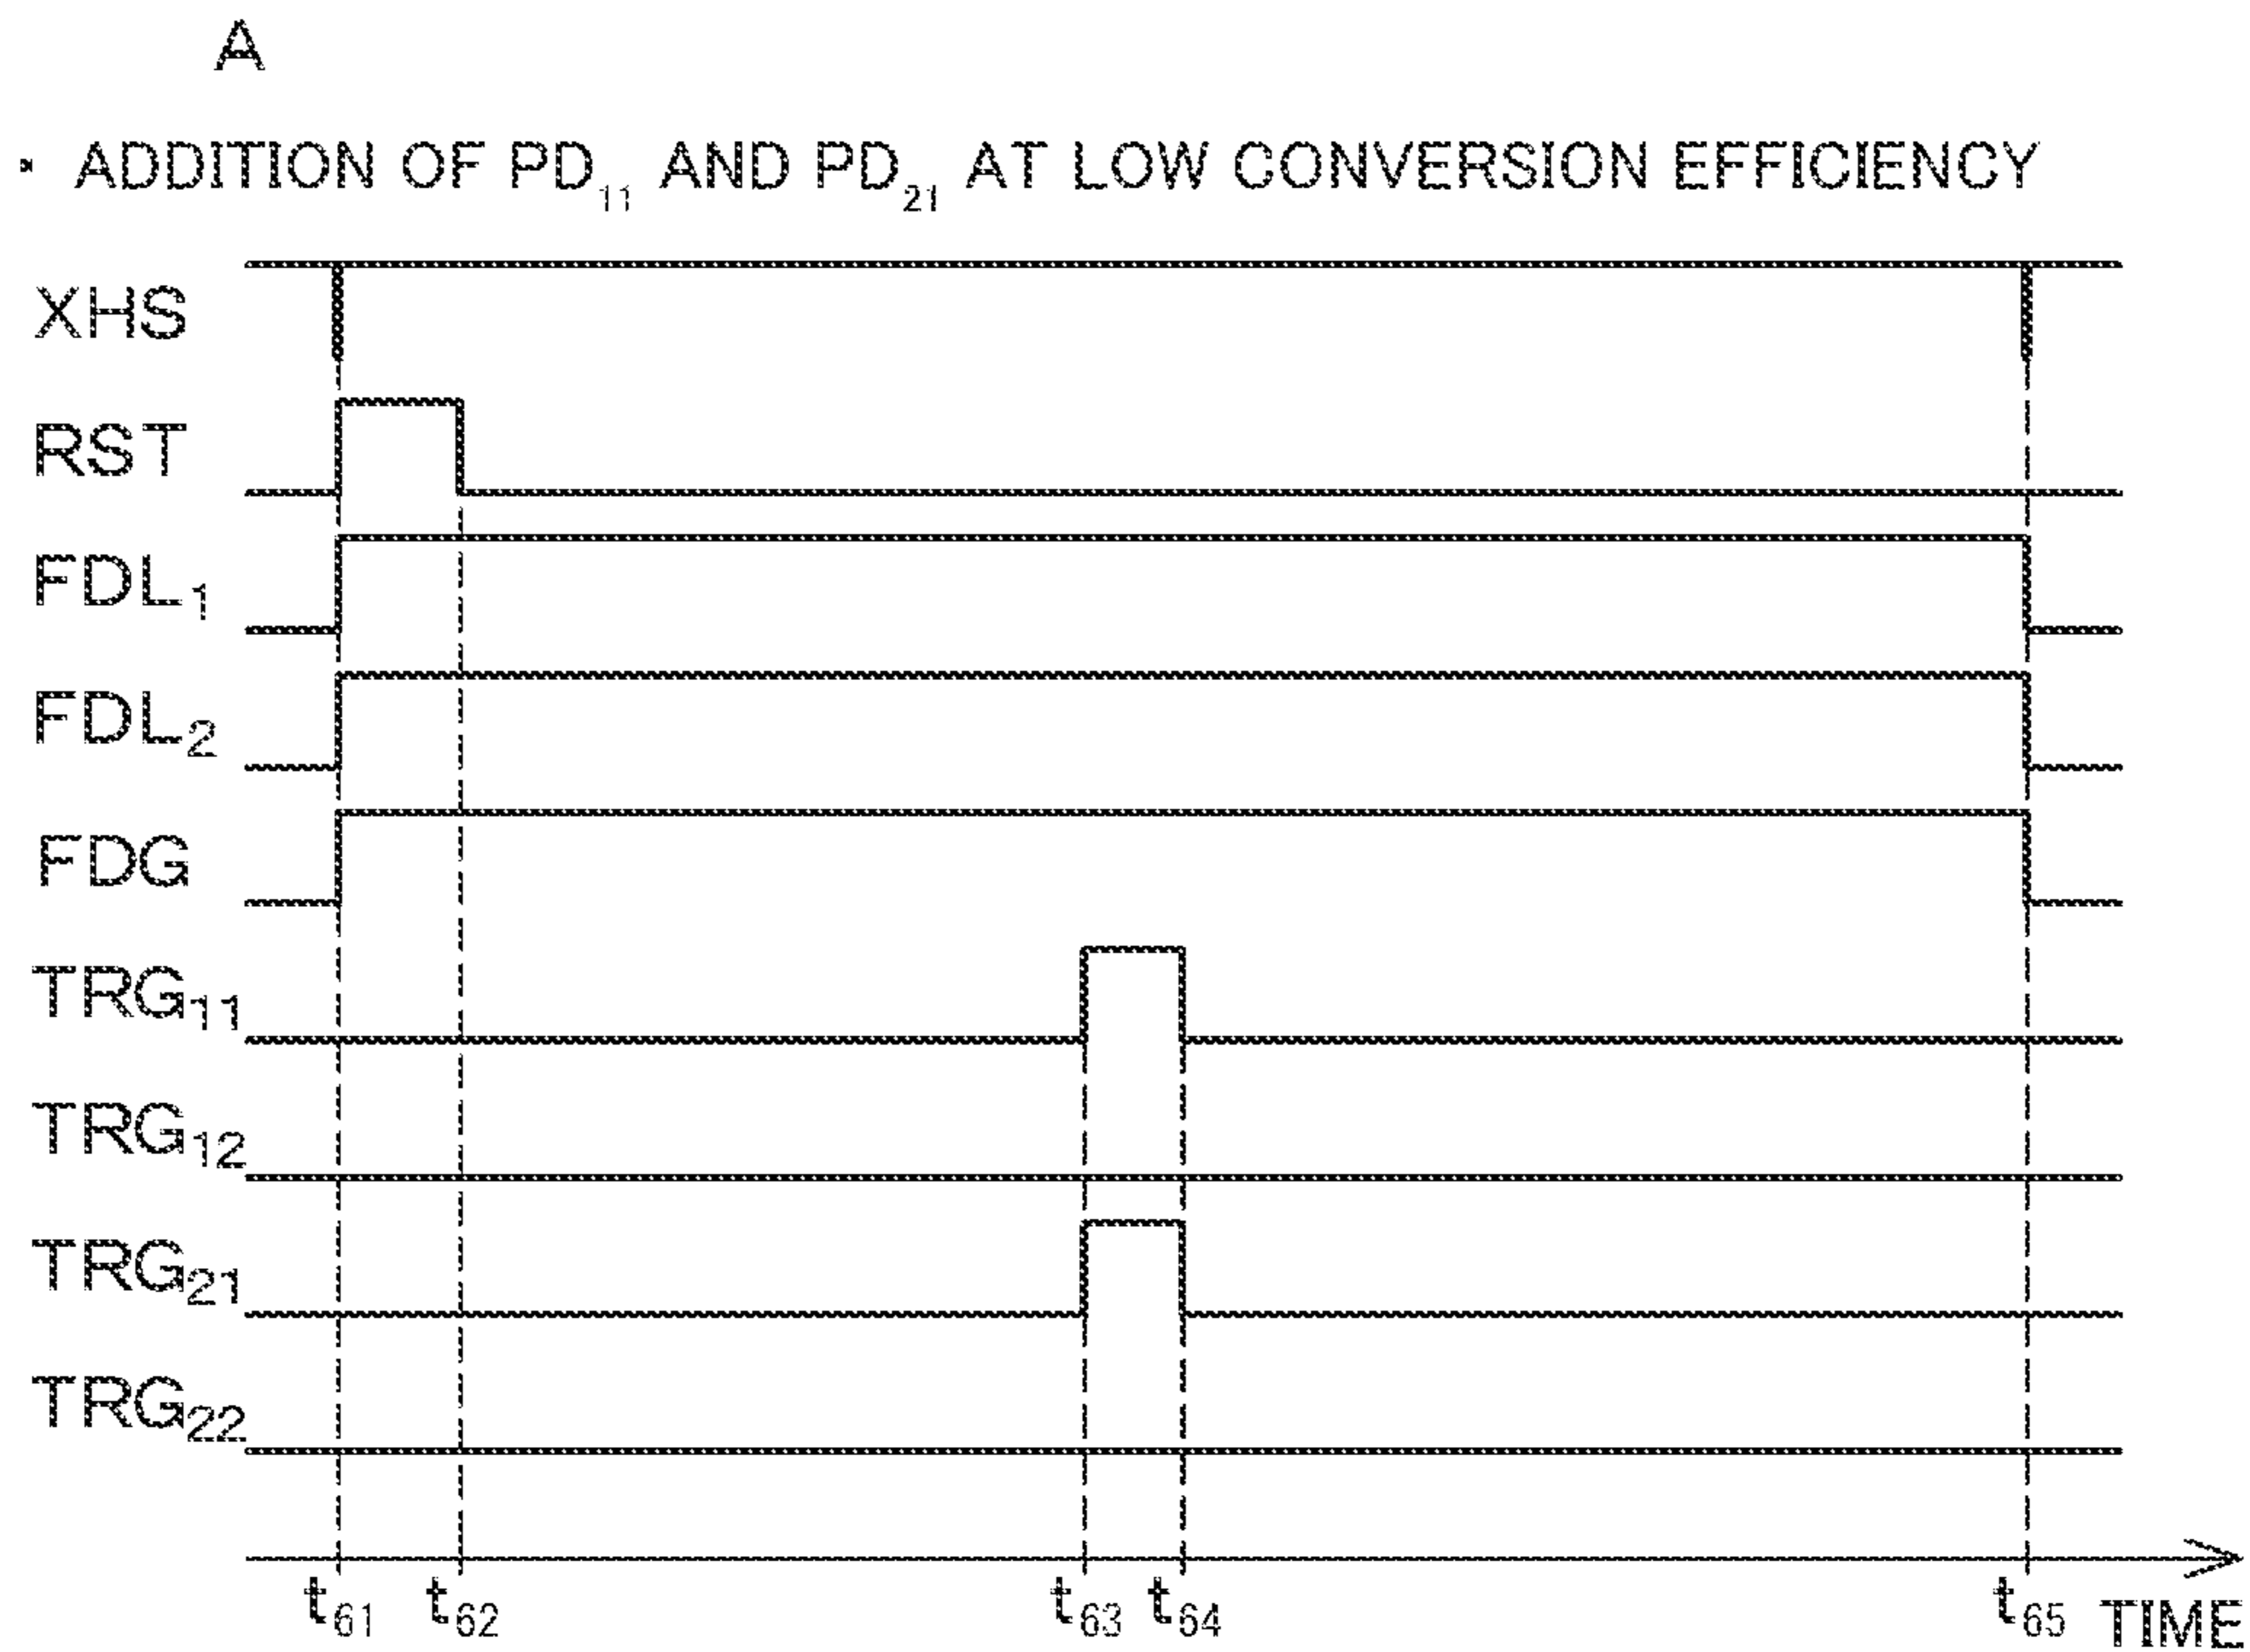 A
· ADDITION OF PD₁₁ AND PD₂₁ AT LOW CONVERSION EFFICIENCY
XHS
RST
FDL₁
FDL₂
FDG
TRG₁₁
TRG₁₂
TRG₂₁
TRG₂₂
t₆₁ t₆₂ t₆₃ t₆₄ t₆₅ TIME